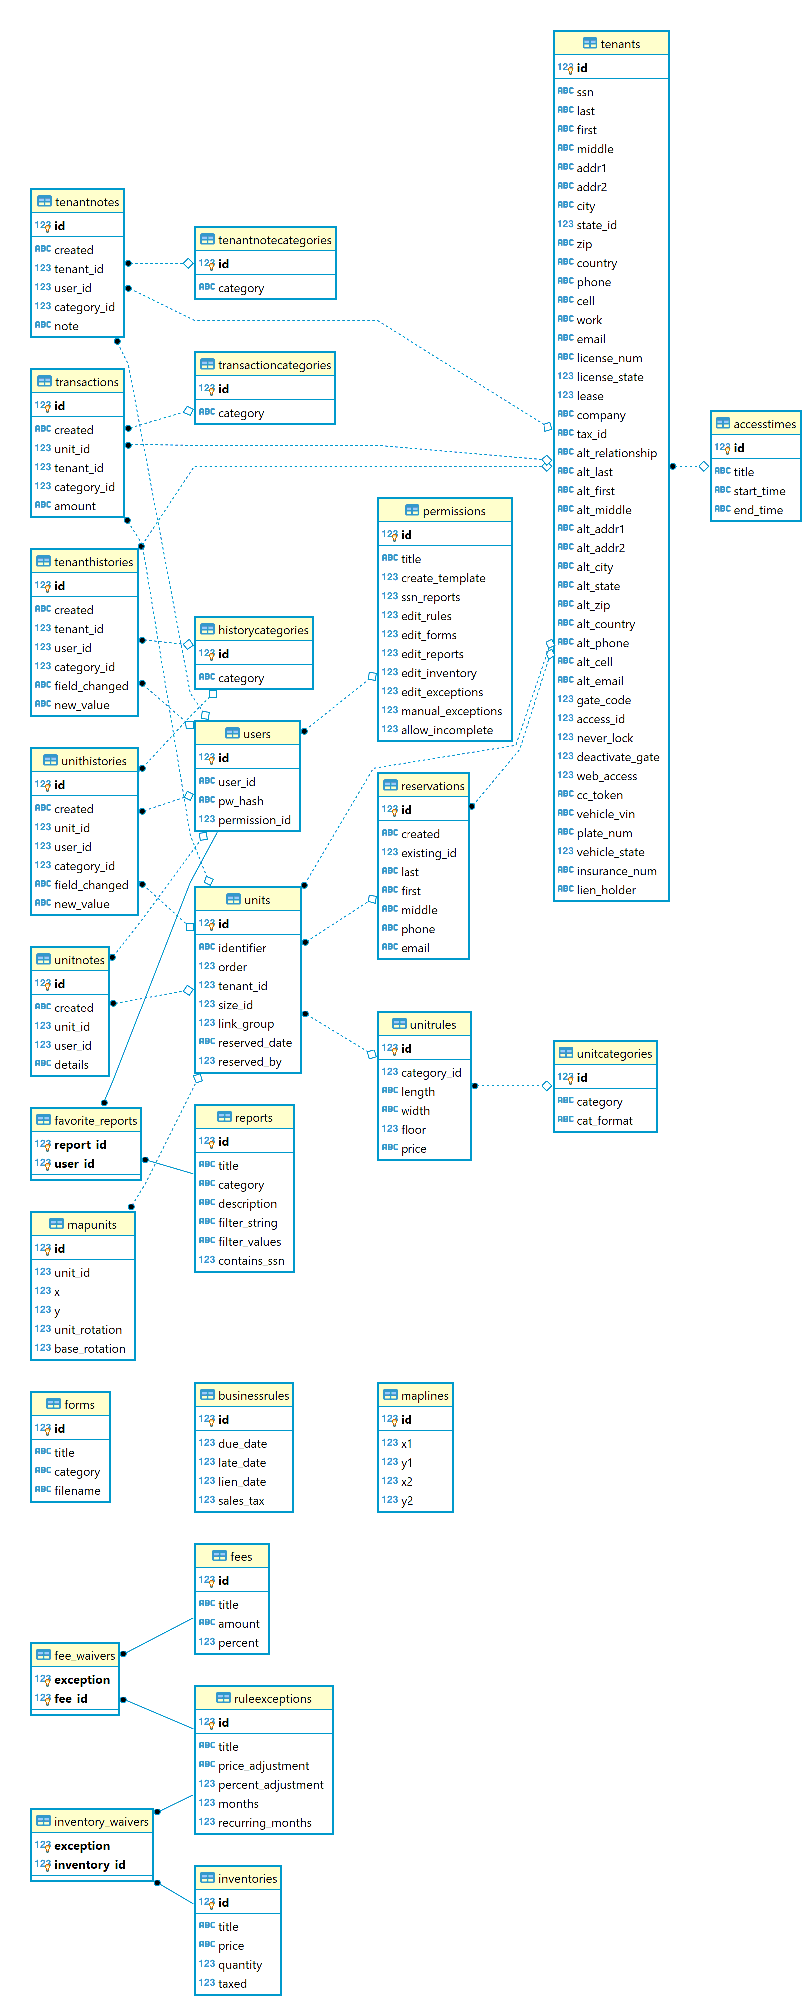 tenants
123 id
ABC ssn
ABC last
ABC first
ABC middle
ABC addr1
ABC addr2
ABC city
123 state_id
ABC zip
ABC country
ABC phone
ABC cell
ABC work
ABC email
ABC license_num
123 license_state
123 lease
ABC company
ABC tax_id
ABC alt_relationship
ABC alt_last
ABC alt_first
ABC alt_middle
ABC alt_addr1
ABC alt_addr2
ABC alt_city
123 alt_state
ABC alt_zip
ABC alt_country
ABC alt_phone
ABC alt_cell
ABC alt_email
123 gate_code
123 access_id
123 never_lock
123 deactivate_gate
123 web_access
ABC cc_token
ABC vehicle_vin
ABC plate_num
123 vehicle_state
ABC insurance_num
ABC lien_holder
tenantnotes
123 id
ABC created
123 tenant_id
123 user_id
123 category_id
ABC note
tenantnotecategories
123 id
ABC category
transactions
123 id
ABC created
123 unit_id
123 tenant_id
123 category_id
ABC amount
transactioncategories
123 id
ABC category
accesstimes
123 id
ABC title
ABC start_time
ABC end_time
permissions
123 id
ABC title
123 create_template
123 ssn_reports
123 edit_rules
123 edit_forms
123 edit_reports
123 edit_inventory
123 edit_exceptions
123 manual_exceptions
123 allow_incomplete
tenanthistories
123 id
ABC created
123 tenant_id
123 user_id
123 category_id
ABC field_changed
ABC new_value
historycategories
123 id
ABC category
users
123 id
ABC user_id
ABC pw_hash
123 permission_id
unithistories
123 id
ABC created
123 unit_id
123 user_id
123 category_id
ABC field_changed
ABC new_value
reservations
123 id
ABC created
123 existing_id
ABC last
ABC first
ABC middle
ABC phone
ABC email
units
123 id
ABC identifier
123 order
123 tenant_id
123 size_id
123 link_group
ABC reserved_date
123 reserved_by
unitnotes
123 id
ABC created
123 unit_id
123 user_id
ABC details
unitrules
123 id
123 category_id
ABC length
ABC width
123 floor
ABC price
unitcategories
123 id
ABC category
ABC cat_format
favorite_reports
123 report_id
123 user_id
reports
123 id
ABC title
ABC category
ABC description
ABC filter_string
ABC filter_values
123 contains_ssn
mapunits
123 id
123 unit_id
123 x
123 y
123 unit_rotation
123 base_rotation
forms
123 id
ABC title
ABC category
ABC filename
businessrules
123 id
123 due_date
123 late_date
123 lien_date
123 sales_tax
maplines
123 id
123 x1
123 y1
123 x2
123 y2
fees
123 id
ABC title
ABC amount
123 percent
fee_waivers
123 exception
123 fee_id
ruleexceptions
123 id
ABC title
ABC price_adjustment
123 percent_adjustment
123 months
123 recurring_months
inventory_waivers
123 exception
123 inventory_id
inventories
123 id
ABC title
ABC price
123 quantity
123 taxed